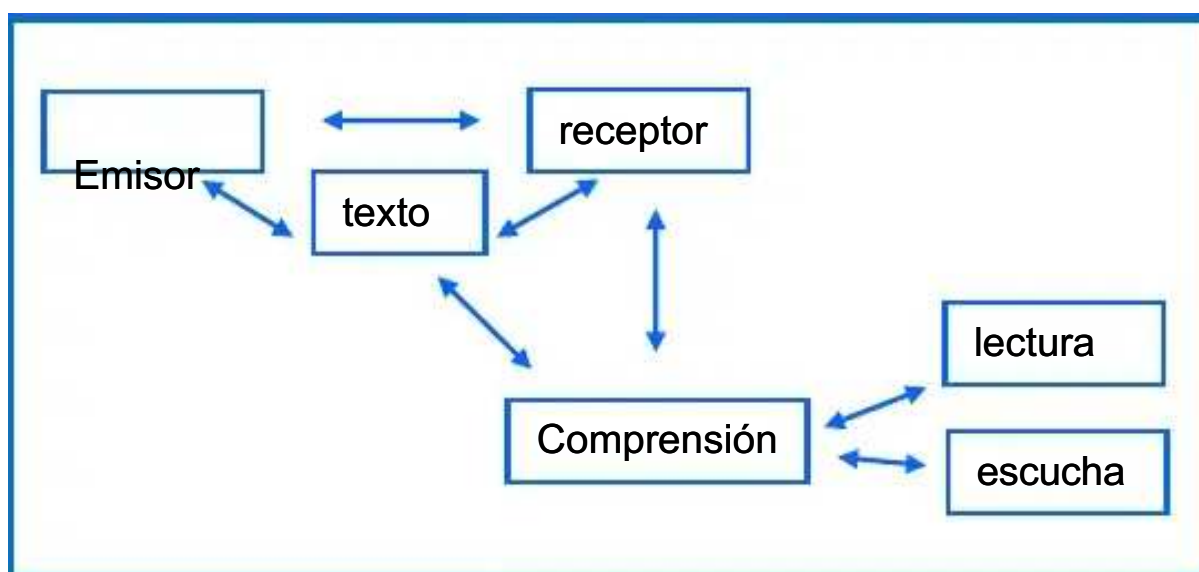 receptor
Emisor
texto
lectura
Comprensión
escucha